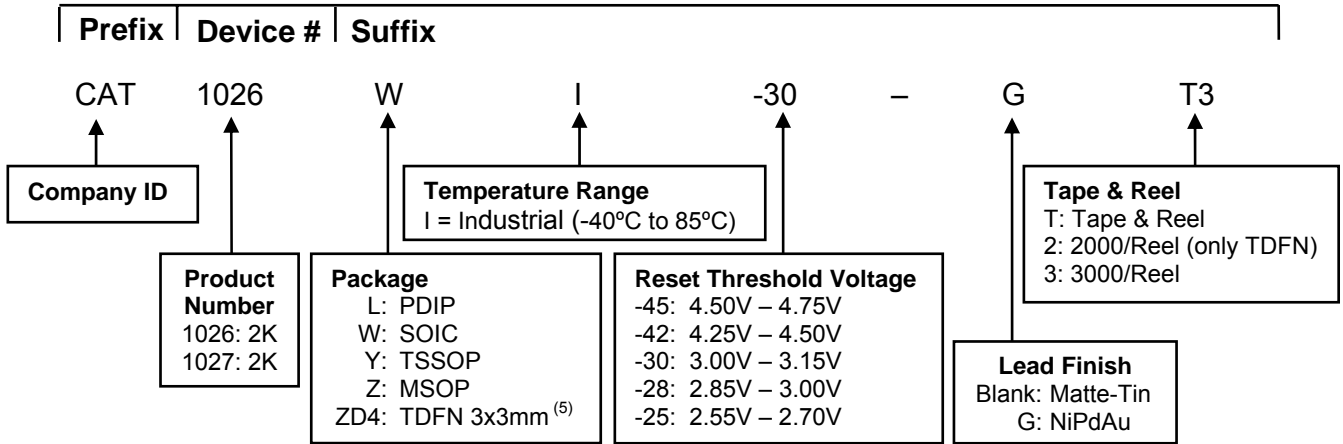 Prefix Device # Suffix
CAT 1026 W I -30 – G T3
Company ID
Temperature Range
I = Industrial (-40ºC to 85ºC)
Tape & Reel
T: Tape & Reel
2: 2000/Reel (only TDFN)
3: 3000/Reel
Product
Number
1026: 2K
1027: 2K
Package
L: PDIP
W: SOIC
Y: TSSOP
Z: MSOP
ZD4: TDFN 3x3mm (5)
Reset Threshold Voltage
-45: 4.50V – 4.75V
-42: 4.25V – 4.50V
-30: 3.00V – 3.15V
-28: 2.85V – 3.00V
-25: 2.55V – 2.70V
Lead Finish
Blank: Matte-Tin
G: NiPdAu